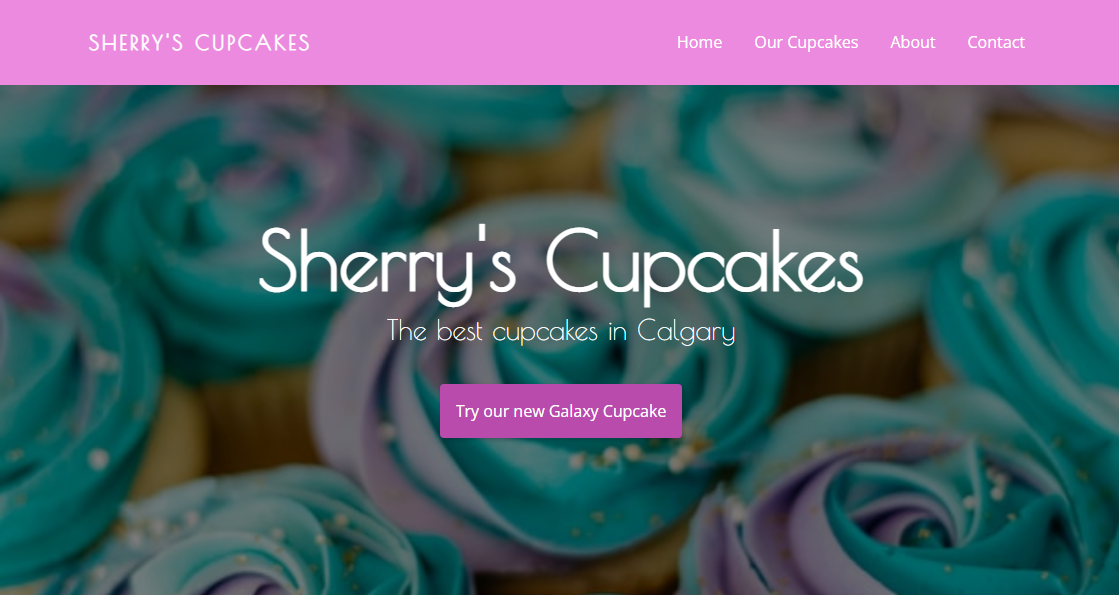 SHERRY'S CUPCAKES
Home Our Cupcakes About Contact
Sherry's Cupcakes
The best cupcakes in Calgary
Try our new Galaxy Cupcake